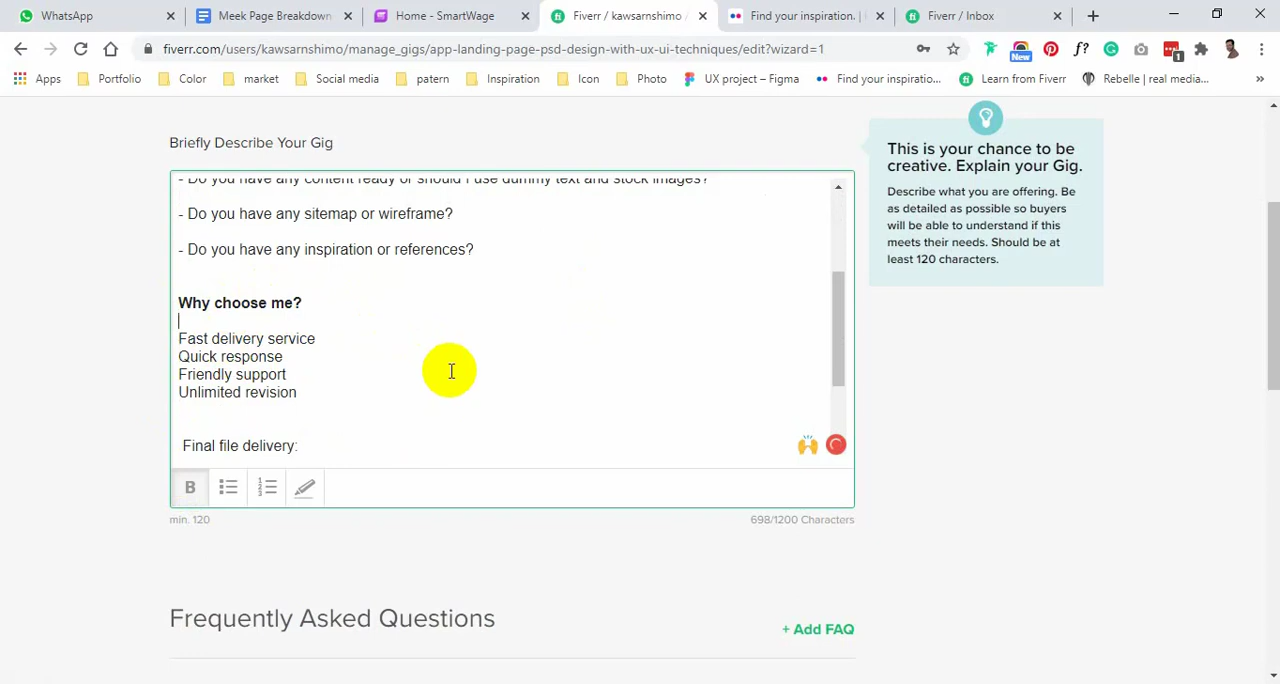 WhatsApp
Meek Page Breakdown
Home - SmartWage
Fiverr / kawsarnshimo
Find your inspiration. |
Fiverr / Inbox
fiverr.com/users/kawsarnshimo/manage_gigs/app-landing-page-psd-design-with-ux-ui-techniques/edit?wizard=1
f?
New
1
Apps
Portfolio
Color
market
Social media
patern
Inspiration
Icon
Photo
UX project – Figma
Find your inspiratio...
Learn from Fiverr
Rebelle | real media...
»
Briefly Describe Your Gig
- Do you have any content ready or should I use dummy text and stock images?
- Do you have any sitemap or wireframe?
- Do you have any inspiration or references?
Why choose me?
Fast delivery service
Quick response
Friendly support
Unlimited revision
Final file delivery:
B
min. 120
698/1200 Characters
This is your chance to be
creative. Explain your Gig.
Describe what you are offering. Be
as detailed as possible so buyers
will be able to understand if this
meets their needs. Should be at
least 120 characters.
Frequently Asked Questions
+ Add FAQ